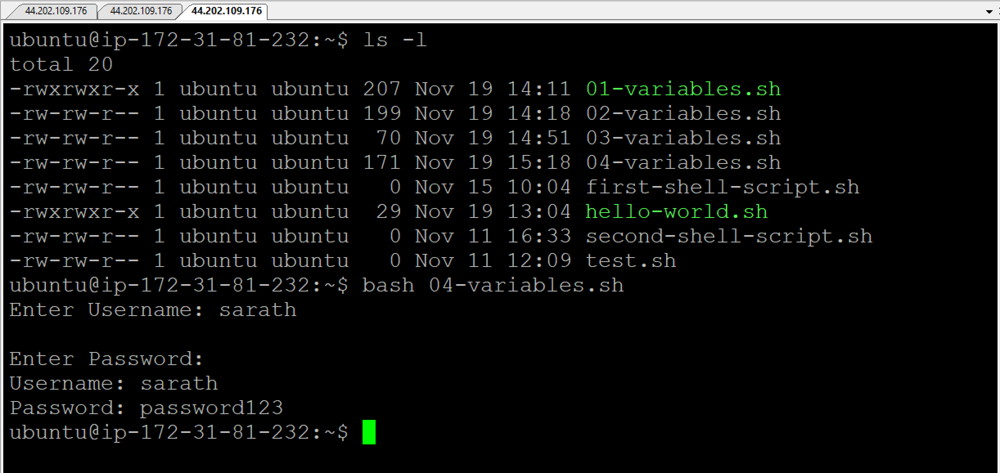 44.202.109.176 44.202.109.176 44.202.109.176
ubuntu@ip-172-31-81-232:~$ ls -l
total 20
-rwxrwxr-x 1 ubuntu ubuntu 207 Nov 19 14:11 01-variables.sh
-rw-rw-r-- 1 ubuntu ubuntu 199 Nov 19 14:18 02-variables.sh
-rw-rw-r-- 1 ubuntu ubuntu  70 Nov 19 14:51 03-variables.sh
-rw-rw-r-- 1 ubuntu ubuntu 171 Nov 19 15:18 04-variables.sh
-rw-rw-r-- 1 ubuntu ubuntu   0 Nov 15 10:04 first-shell-script.sh
-rwxrwxr-x 1 ubuntu ubuntu  29 Nov 19 13:04 hello-world.sh
-rw-rw-r-- 1 ubuntu ubuntu   0 Nov 11 16:33 second-shell-script.sh
-rw-rw-r-- 1 ubuntu ubuntu   0 Nov 11 12:09 test.sh
ubuntu@ip-172-31-81-232:~$ bash 04-variables.sh
Enter Username: sarath
Enter Password:
Username: sarath
Password: password123
ubuntu@ip-172-31-81-232:~$